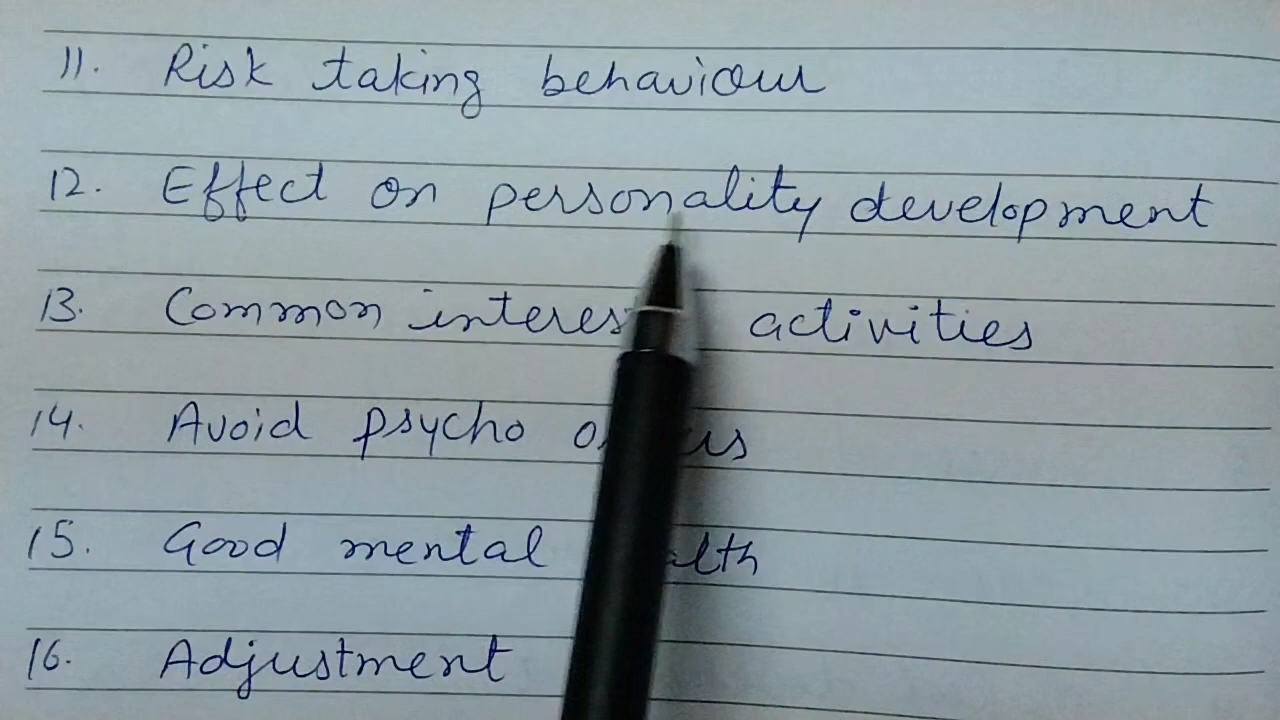 11. Risk taking behaviour
12. Effect on personality development
13. Common interes activities
14. Avoid psycho
15. Good mental
16. Adjustment